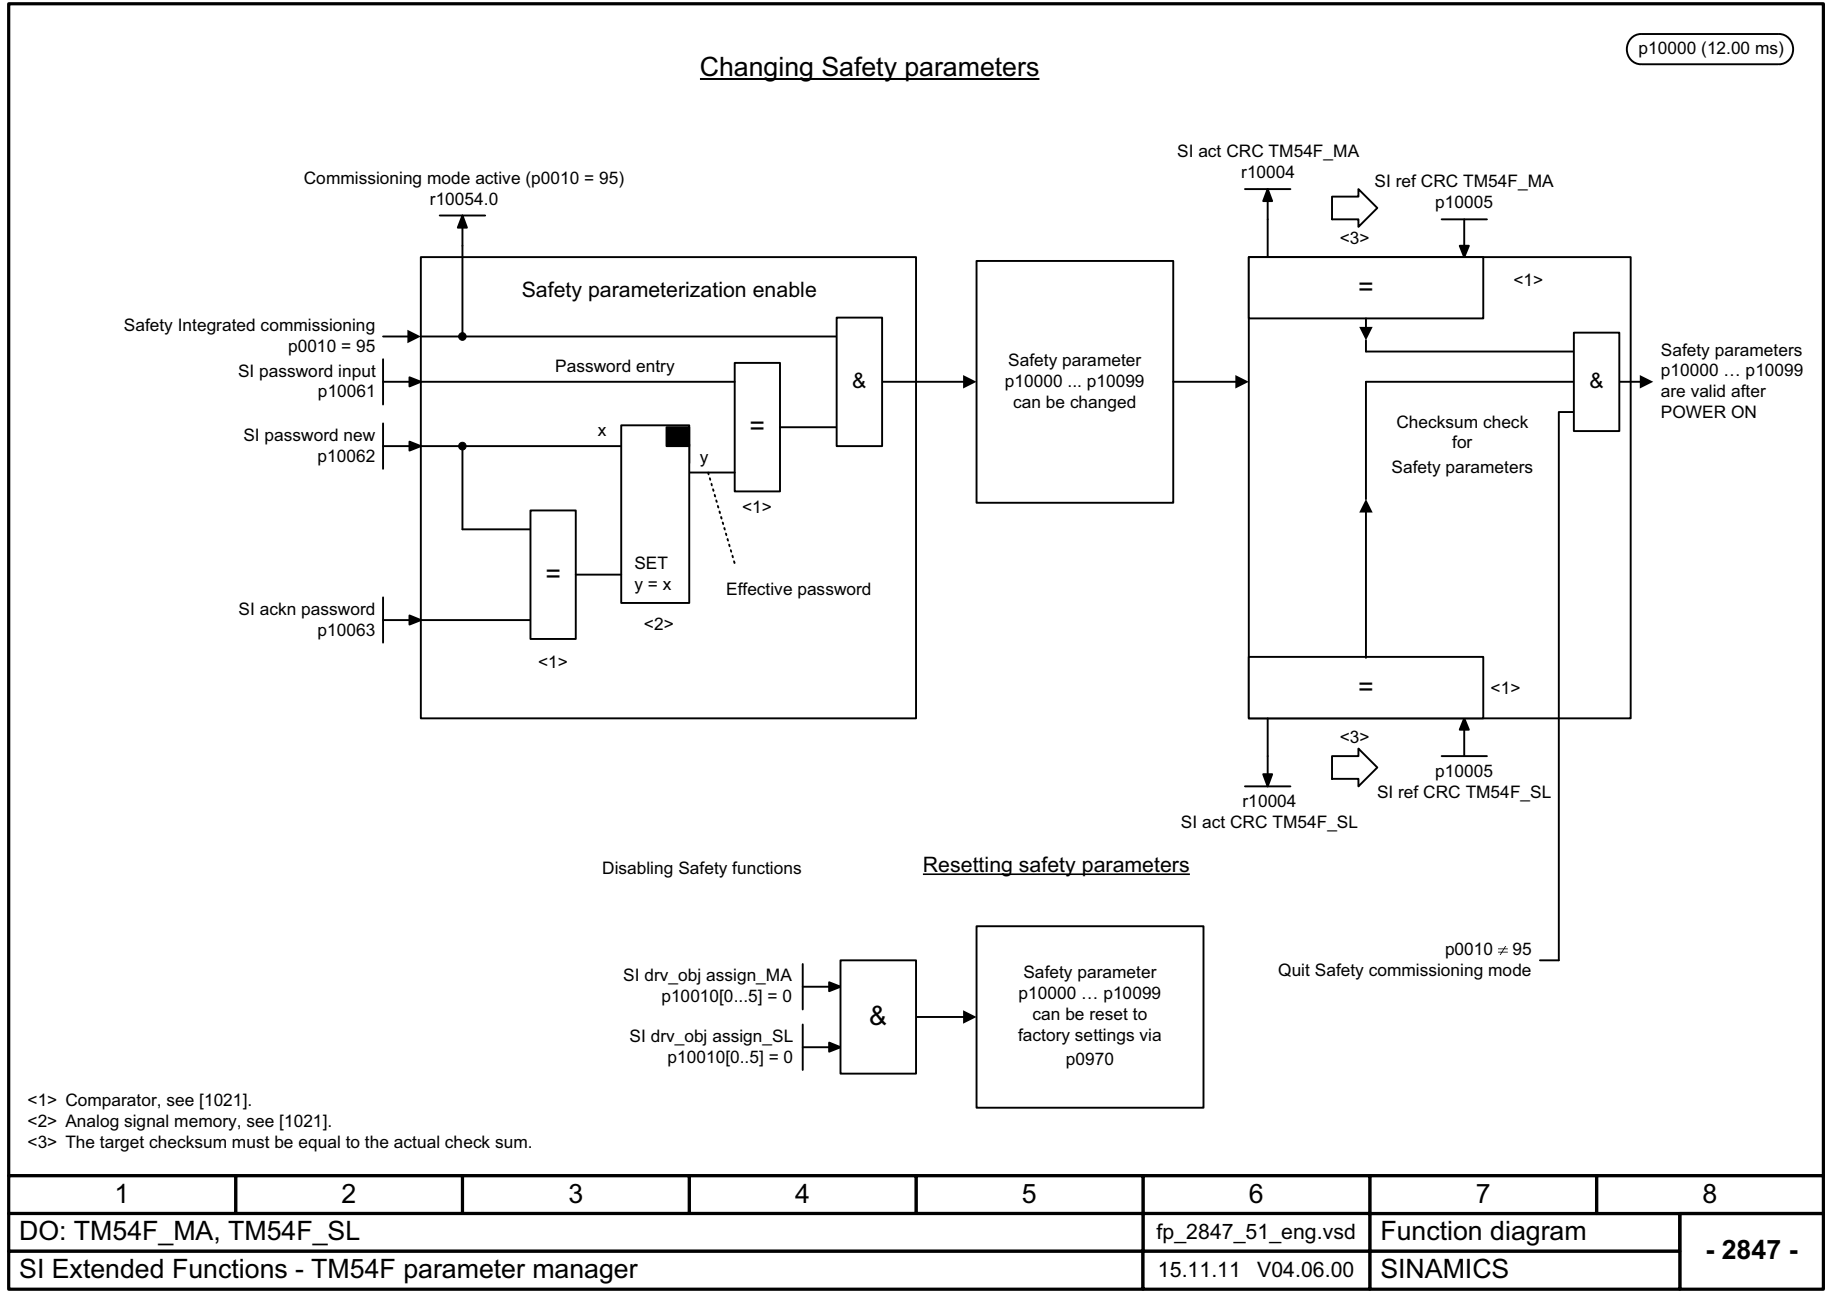 Changing Safety parameters
p10000 (12.00 ms)
SI act CRC TM54F_MA
r10004
SI ref CRC TM54F_MA
p10005
<3>
Commissioning mode active (p0010 = 95)
r10054.0
Safety parameterization enable
Safety Integrated commissioning
p0010 = 95
SI password input
p10061
Password entry
SI password new
p10062
x
y
=
<1>
&
=
<1>
SET
y = x
<2>
Effective password
SI ackn password
p10063
Safety parameter
p10000 ... p10099
can be changed
=
<1>
&
Checksum check
for
Safety parameters
Safety parameters
p10000 … p10099
are valid after
POWER ON
=
<1>
<3>
p10005
SI ref CRC TM54F_SL
r10004
SI act CRC TM54F_SL
Disabling Safety functions
Resetting safety parameters
SI drv_obj assign_MA
p10010[0...5] = 0
SI drv_obj assign_SL
p10010[0..5] = 0
&
Safety parameter
p10000 … p10099
can be reset to
factory settings via
p0970
p0010 ≠ 95
Quit Safety commissioning mode
<1> Comparator, see [1021].
<2> Analog signal memory, see [1021].
<3> The target checksum must be equal to the actual check sum.
1 2 3 4 5 6 7 8
DO: TM54F_MA, TM54F_SL
fp_2847_51_eng.vsd
Function diagram
- 2847 -
SI Extended Functions - TM54F parameter manager
15.11.11 V04.06.00
SINAMICS